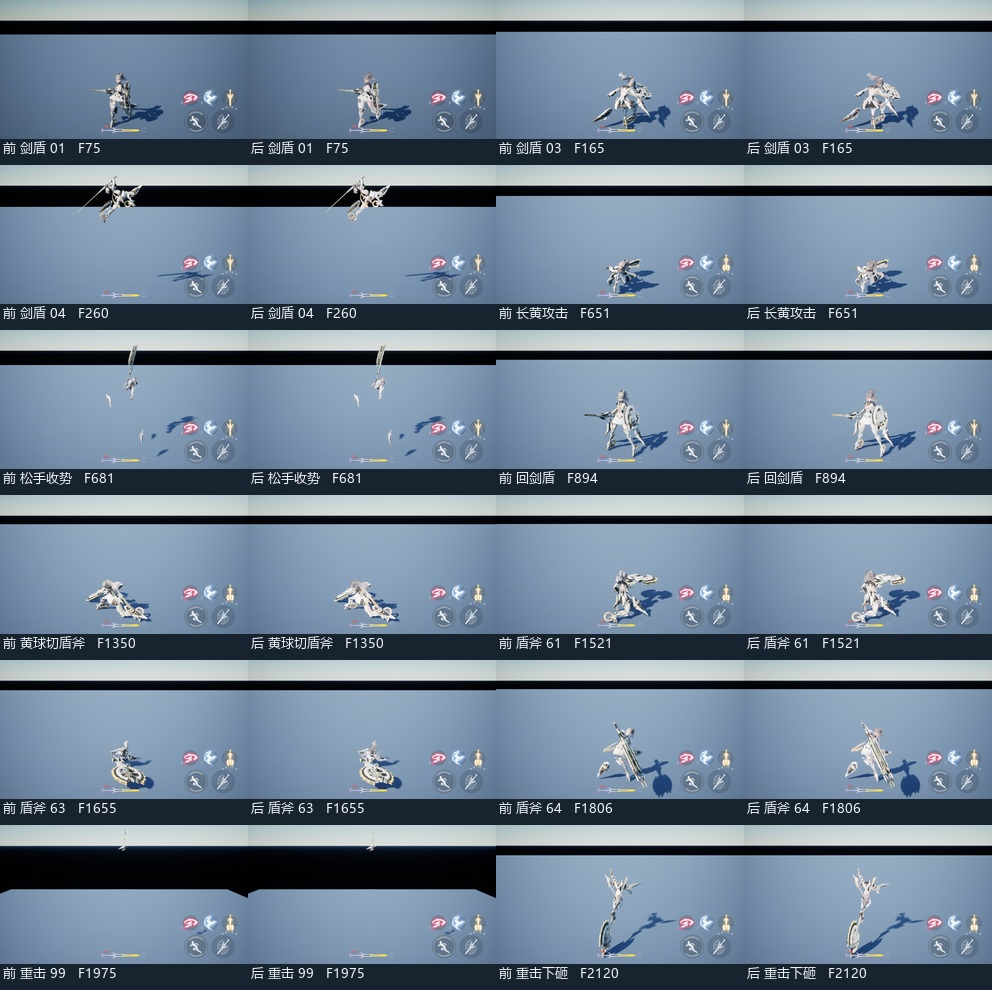 前 剑盾 01 F75
后 剑盾 01 F75
前 剑盾 03 F165
后 剑盾 03 F165
前 剑盾 04 F260
后 剑盾 04 F260
前 长黄攻击 F651
后 长黄攻击 F651
前 松手收势 F681
后 松手收势 F681
前 回剑盾 F894
后 回剑盾 F894
前 黄球切盾斧 F1350
后 黄球切盾斧 F1350
前 盾斧 61 F1521
后 盾斧 61 F1521
前 盾斧 63 F1655
后 盾斧 63 F1655
前 盾斧 64 F1806
后 盾斧 64 F1806
前 重击 99 F1975
后 重击 99 F1975
前 重击下砸 F2120
后 重击下砸 F2120